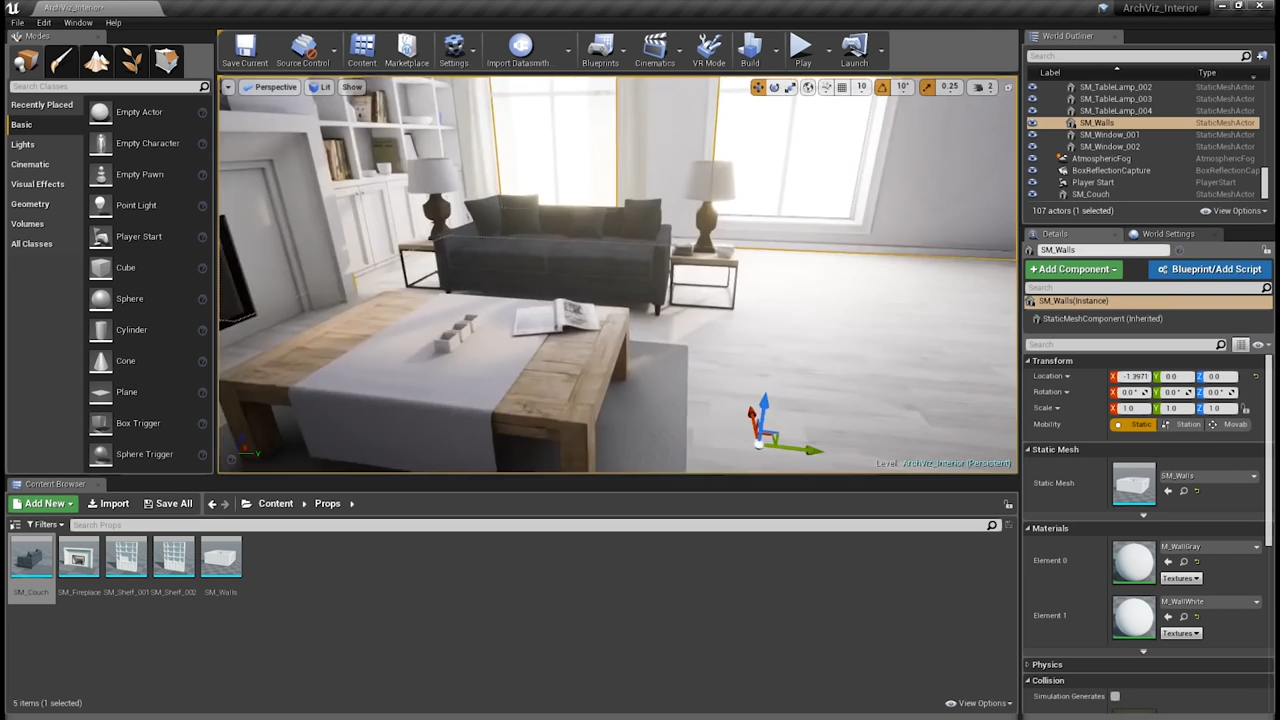 ArchViz_Interior*
ArchViz_Interior
File Edit Window Help
Modes
Search Classes
Recently Placed
Basic
Lights
Cinematic
Visual Effects
Geometry
Volumes
All Classes
Empty Actor
Empty Character
Empty Pawn
Point Light
Player Start
Cube
Sphere
Cylinder
Cone
Plane
Box Trigger
Sphere Trigger
Save Current Source Control Content Marketplace Settings Import Datasmith... Blueprints Cinematics VR Mode Build Play Launch
Perspective Lit Show
10 10° 0.25 2
Level: ArchViz_Interior (Persistent)
World Outliner
Search
Label Type
SM_TableLamp_002 StaticMeshActor
SM_TableLamp_003 StaticMeshActor
SM_TableLamp_004 StaticMeshActor
SM_Walls StaticMeshActor
SM_Window_001 StaticMeshActor
SM_Window_002 StaticMeshActor
AtmosphericFog AtmosphericFog
BoxReflectionCapture BoxReflectionCap
Player Start PlayerStart
SM_Couch StaticMeshActor
107 actors (1 selected) View Options
Details World Settings
SM_Walls
+Add Component Blueprint/Add Script
Search
SM_Walls(Instance)
StaticMeshComponent (Inherited)
Search
Transform
Location X -1.3971 Y 0.0 Z 0.0
Rotation X 0.0° Y 0.0° Z 0.0°
Scale X 1.0 Y 1.0 Z 1.0
Mobility Static Station Movab
Static Mesh
Static Mesh SM_Walls
Materials
Element 0 M_WallGray
Textures
Element 1 M_WallWhite
Textures
Physics
Collision
Simulation Generates
Content Browser
Add New Import Save All Content Props
Filters Search Props
SM_Couch SM_Fireplace SM_Shelf_001 SM_Shelf_002 SM_Walls
5 items (1 selected) View Options